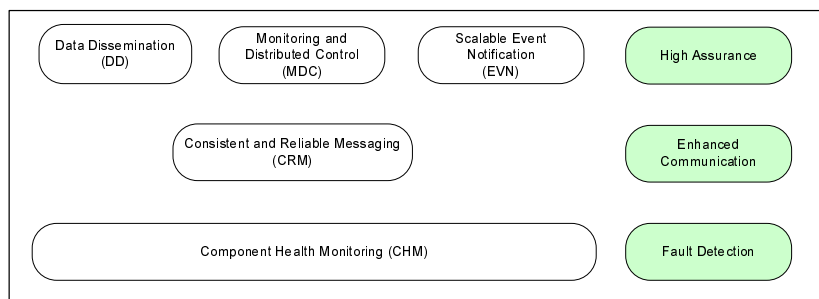 Data Dissemination
(DD)
Monitoring and
Distributed Control
(MDC)
Scalable Event
Notification
(EVN)
High Assurance
Consistent and Reliable Messaging
(CRM)
Enhanced
Communication
Component Health Monitoring (CHM)
Fault Detection